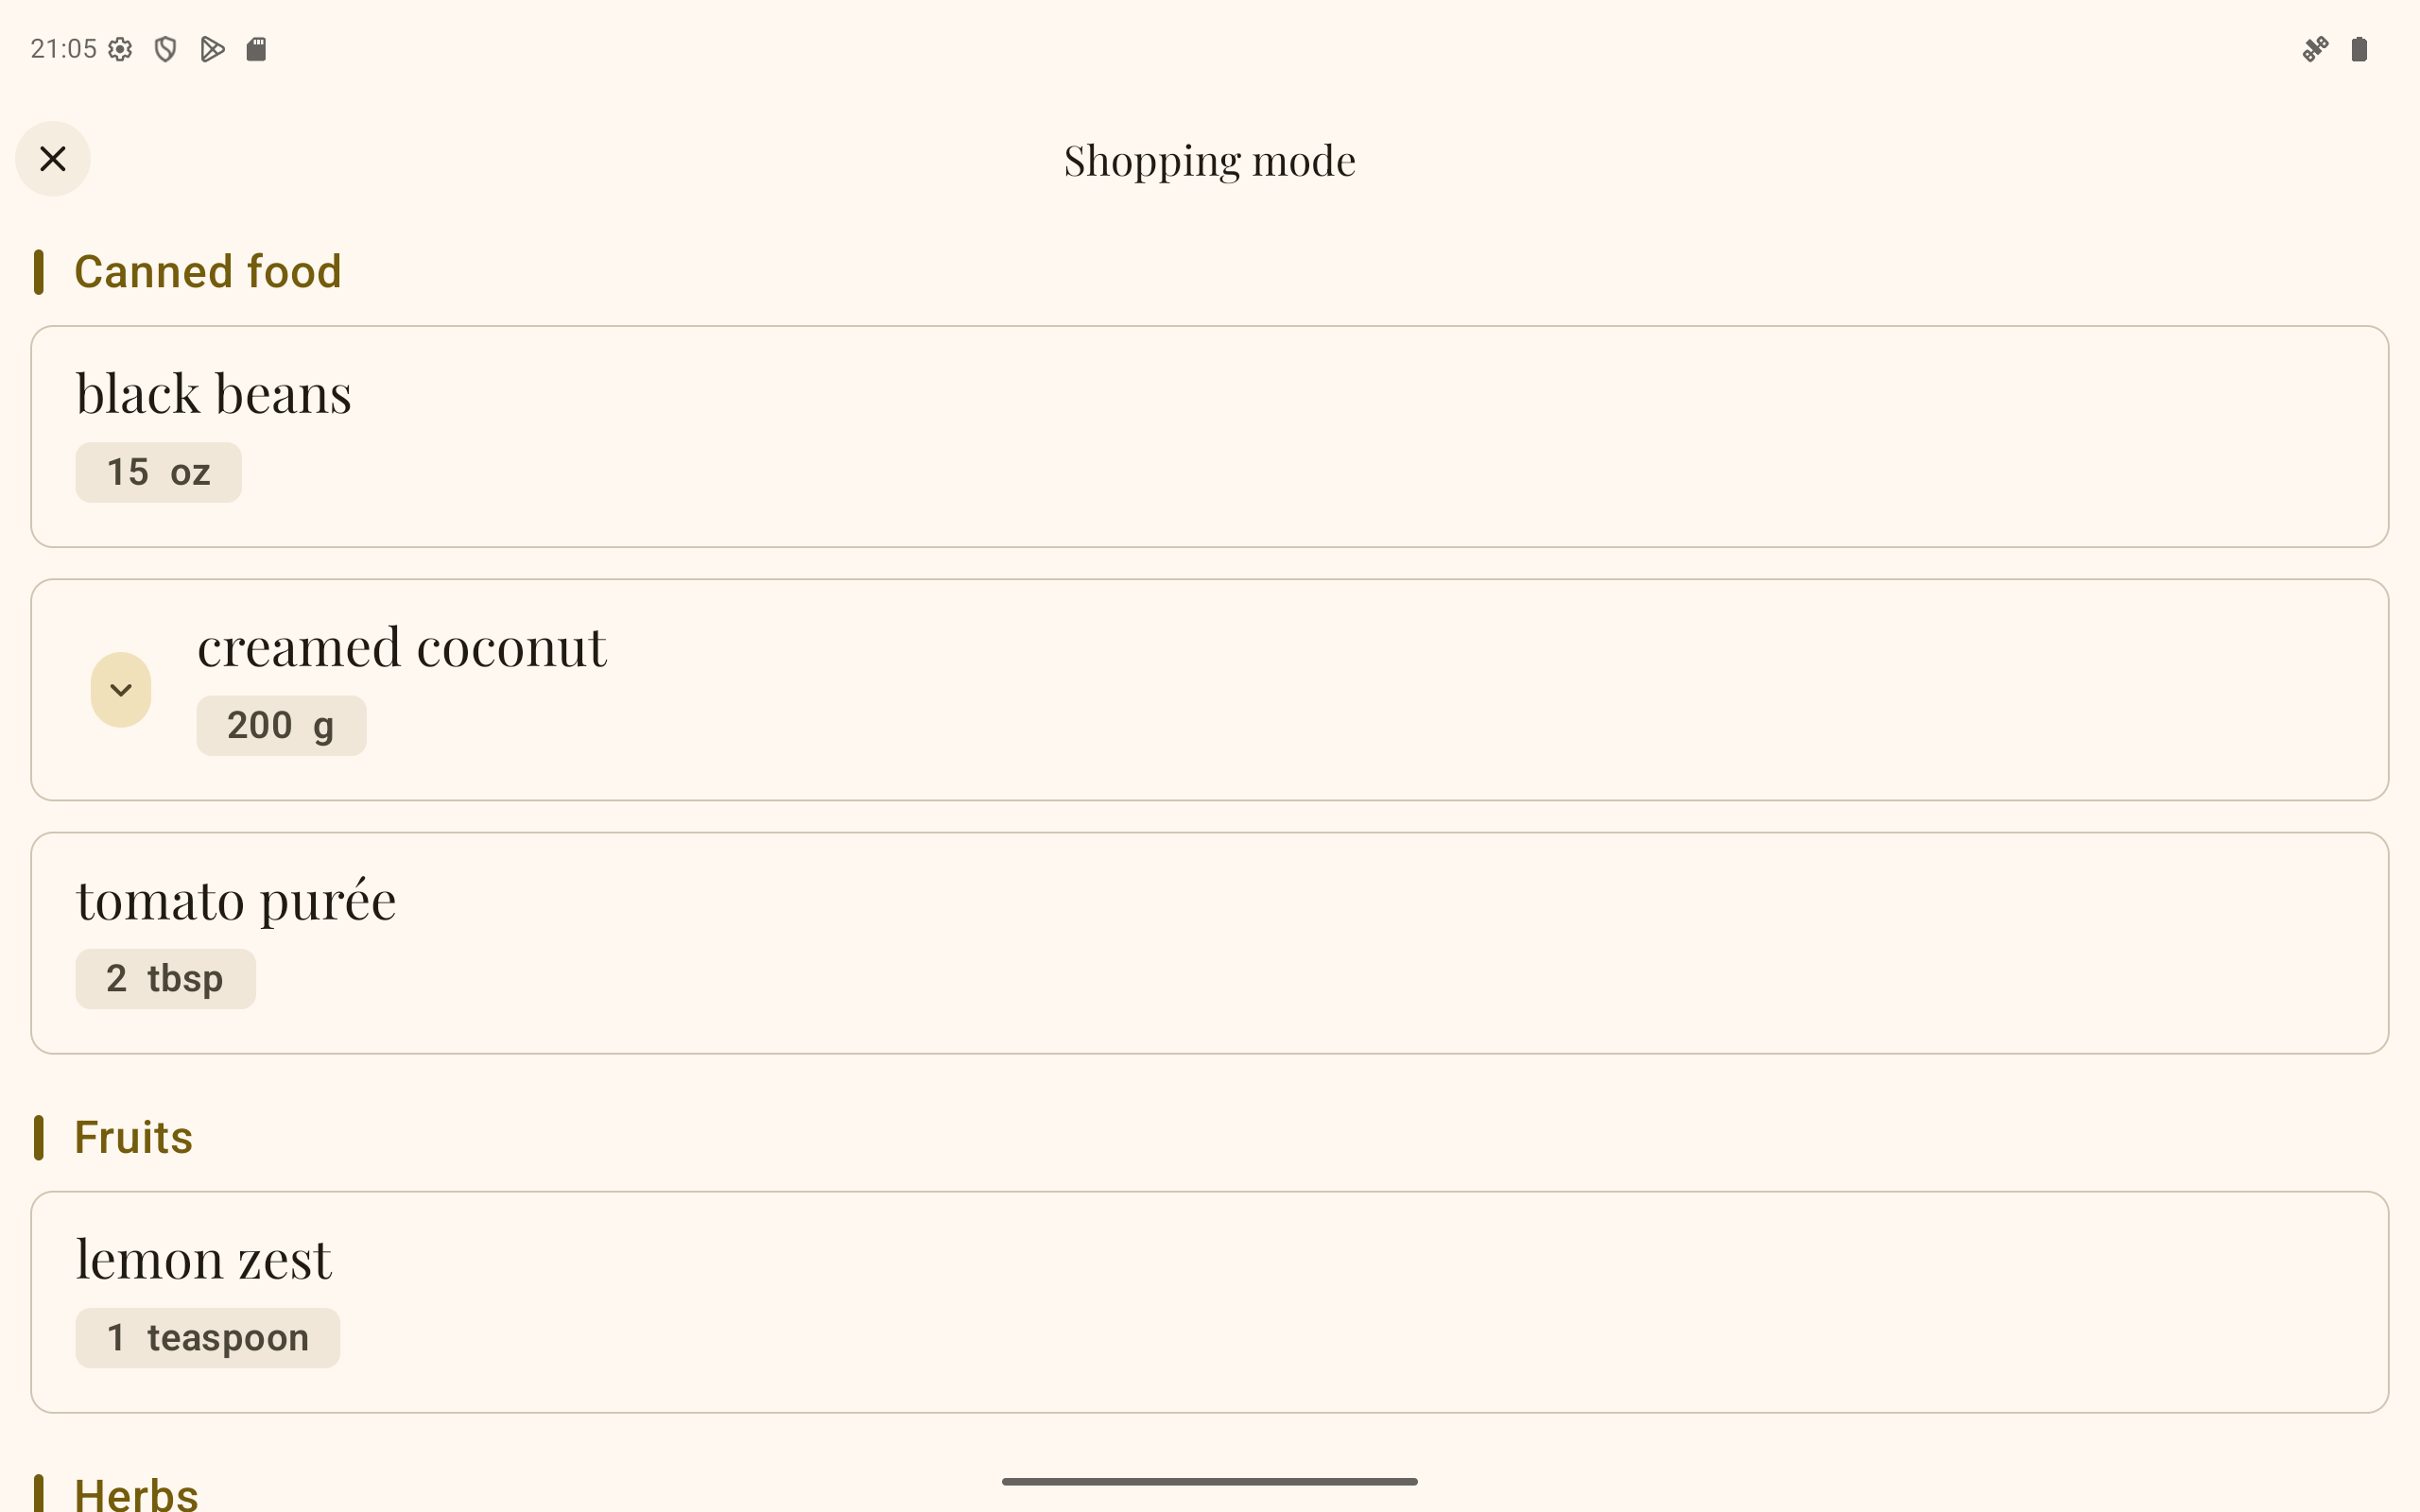 21:05
Shopping mode
Canned food
black beans
15 oz
creamed coconut
200 g
tomato purée
2 tbsp
Fruits
lemon zest
1 teaspoon
Herbs